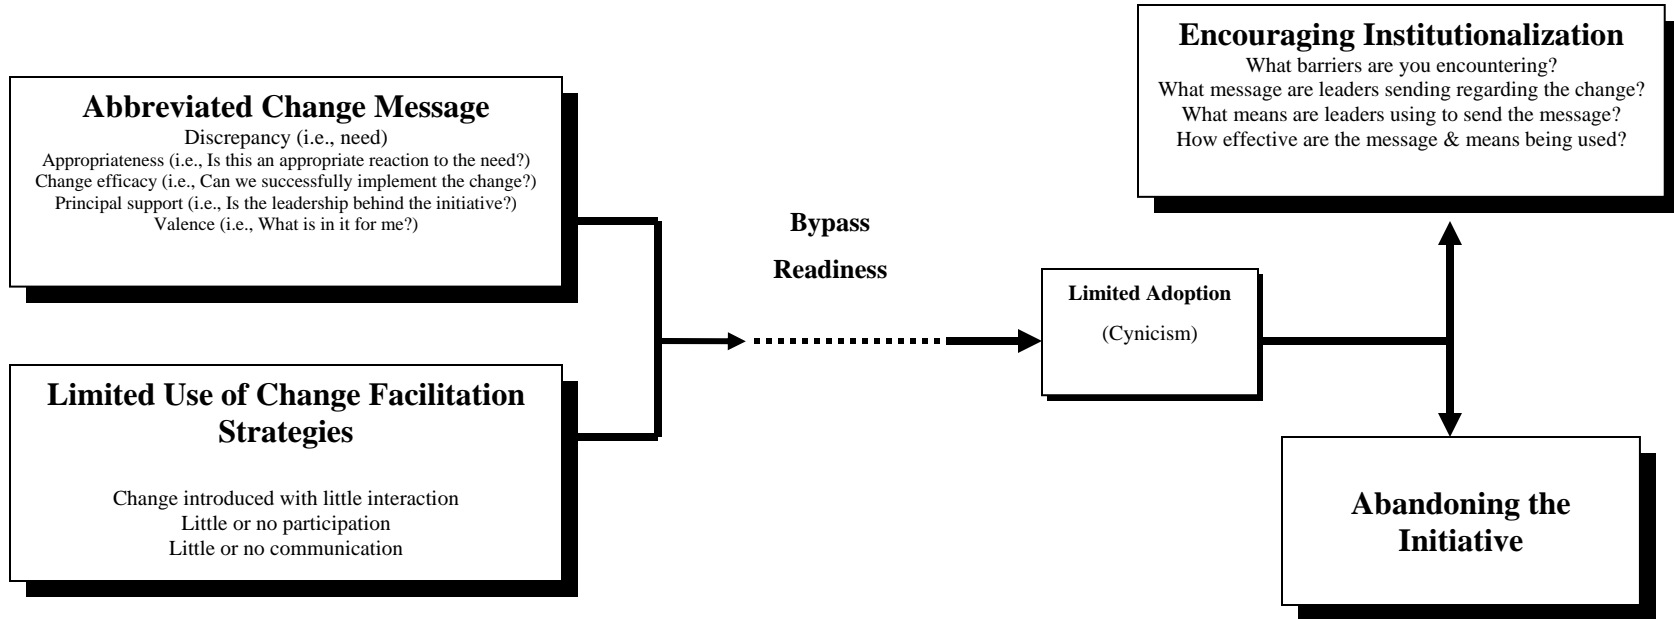 Abbreviated Change Message
Discrepancy (i.e., need)
Appropriateness (i.e., Is this an appropriate reaction to the need?)
Change efficacy (i.e., Can we successfully implement the change?)
Principal support (i.e., Is the leadership behind the initiative?)
Valence (i.e., What is in it for me?)
Limited Use of Change Facilitation
Strategies
Change introduced with little interaction
Little or no participation
Little or no communication
Bypass
Readiness
Limited Adoption
(Cynicism)
Encouraging Institutionalization
What barriers are you encountering?
What message are leaders sending regarding the change?
What means are leaders using to send the message?
How effective are the message & means being used?
Abandoning the
Initiative